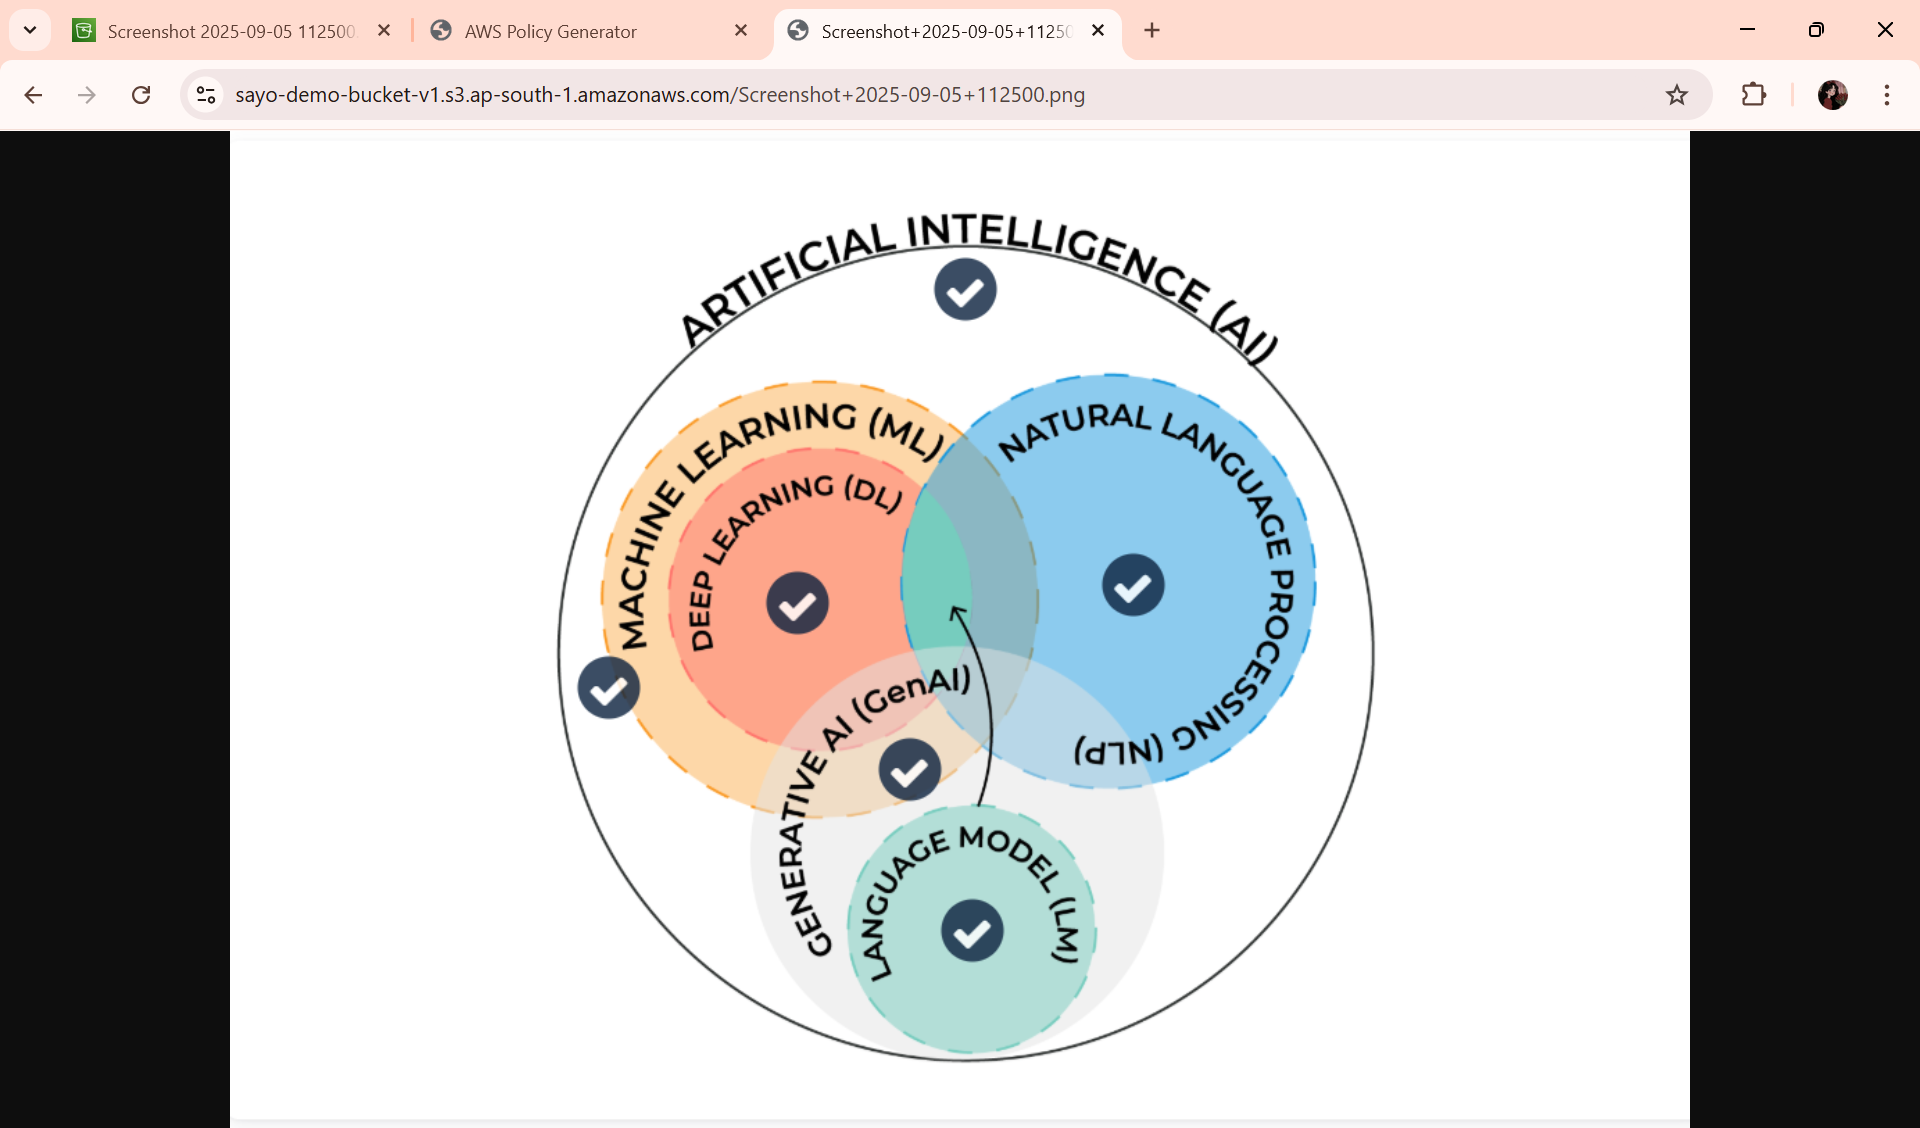 Screenshot 2025-09-05 112500
AWS Policy Generator
Screenshot+2025-09-05+11250
sayo-demo-bucket-v1.s3.ap-south-1.amazonaws.com/Screenshot+2025-09-05+112500.png
ARTIFICIAL INTELLIGENCE (AI)
MACHINE LEARNING (ML)
NATURAL LANGUAGE PROCESSING (NLP)
DEEP LEARNING (DL)
GENERATIVE AI (GenAI)
LANGUAGE MODEL (LM)